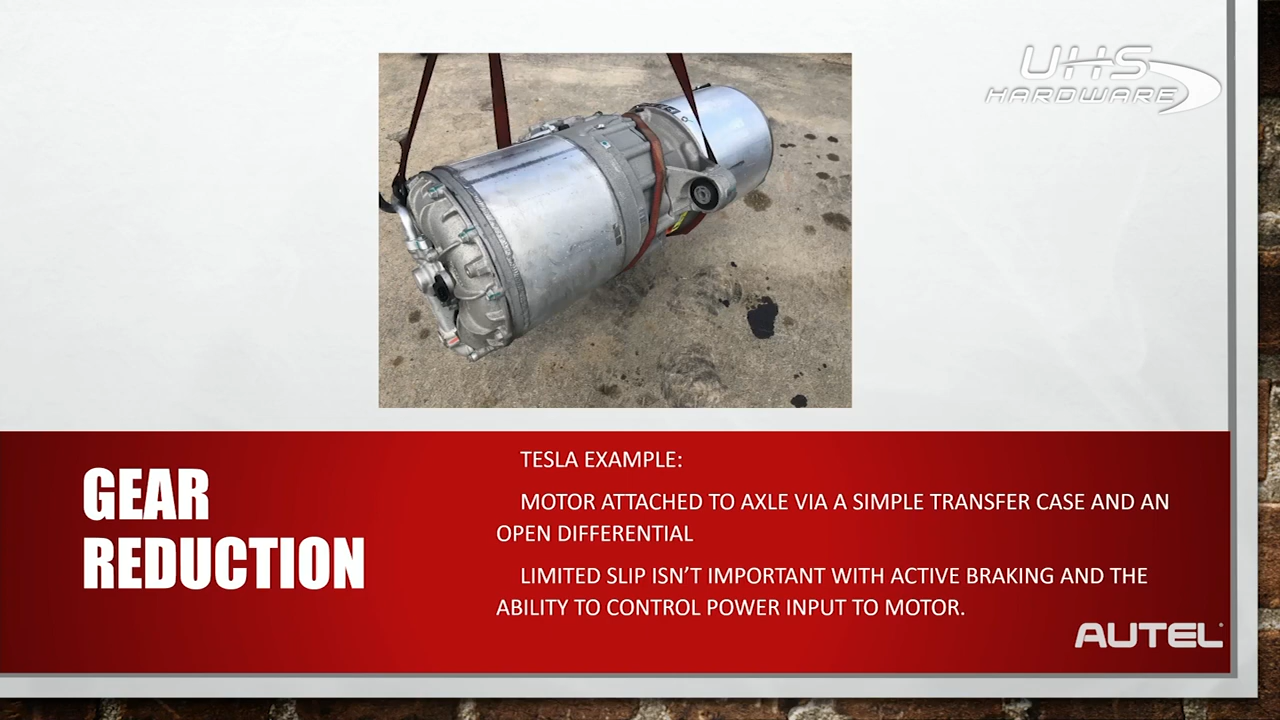 UHS
HARDWARE
GEAR
REDUCTION
TESLA EXAMPLE:
MOTOR ATTACHED TO AXLE VIA A SIMPLE TRANSFER CASE AND AN
OPEN DIFFERENTIAL
LIMITED SLIP ISN’T IMPORTANT WITH ACTIVE BRAKING AND THE
ABILITY TO CONTROL POWER INPUT TO MOTOR.
AUTEL